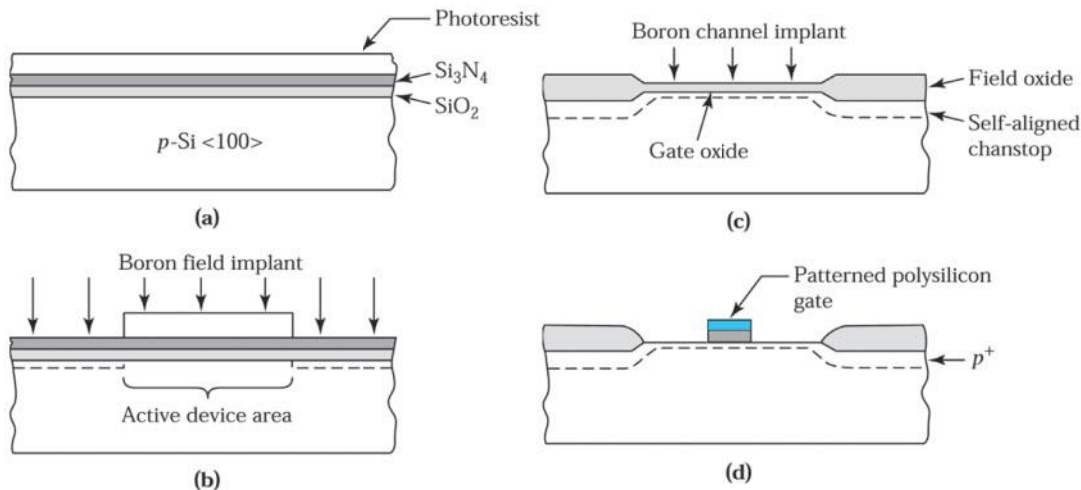 Photoresist
Si₃N₄
SiO₂
p-Si <100>
(a)
Boron channel implant
Field oxide
Self-aligned
chanstop
Gate oxide
(c)
Boron field implant
Active device area
(b)
Patterned polysilicon
gate
p⁺
(d)